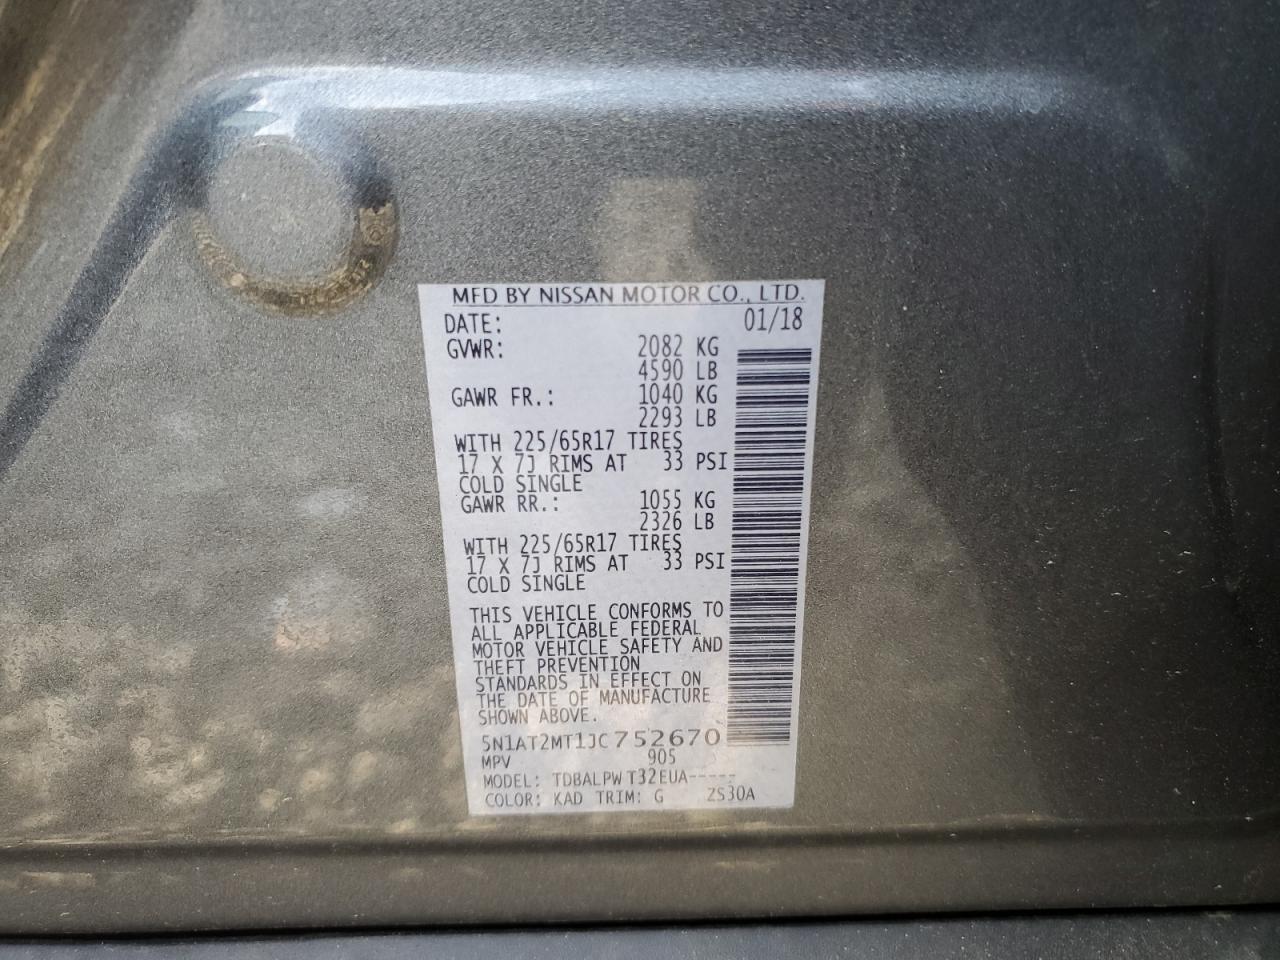 MFD BY NISSAN MOTOR CO., LTD.
DATE: 01/18
GVWR: 2082 KG
4590 LB
GAWR FR.: 1040 KG
2293 LB
WITH 225/65R17 TIRES
17 X 7J RIMS AT 33 PSI
COLD SINGLE
GAWR RR.: 1055 KG
2326 LB
WITH 225/65R17 TIRES
17 X 7J RIMS AT 33 PSI
COLD SINGLE
THIS VEHICLE CONFORMS TO
ALL APPLICABLE FEDERAL
MOTOR VEHICLE SAFETY AND
THEFT PREVENTION
STANDARDS IN EFFECT ON
THE DATE OF MANUFACTURE
SHOWN ABOVE.
5N1AT2MT1JC752670
MPV 905
MODEL: TDBALPW T32EUA-----
COLOR: KAD TRIM: G ZS30A